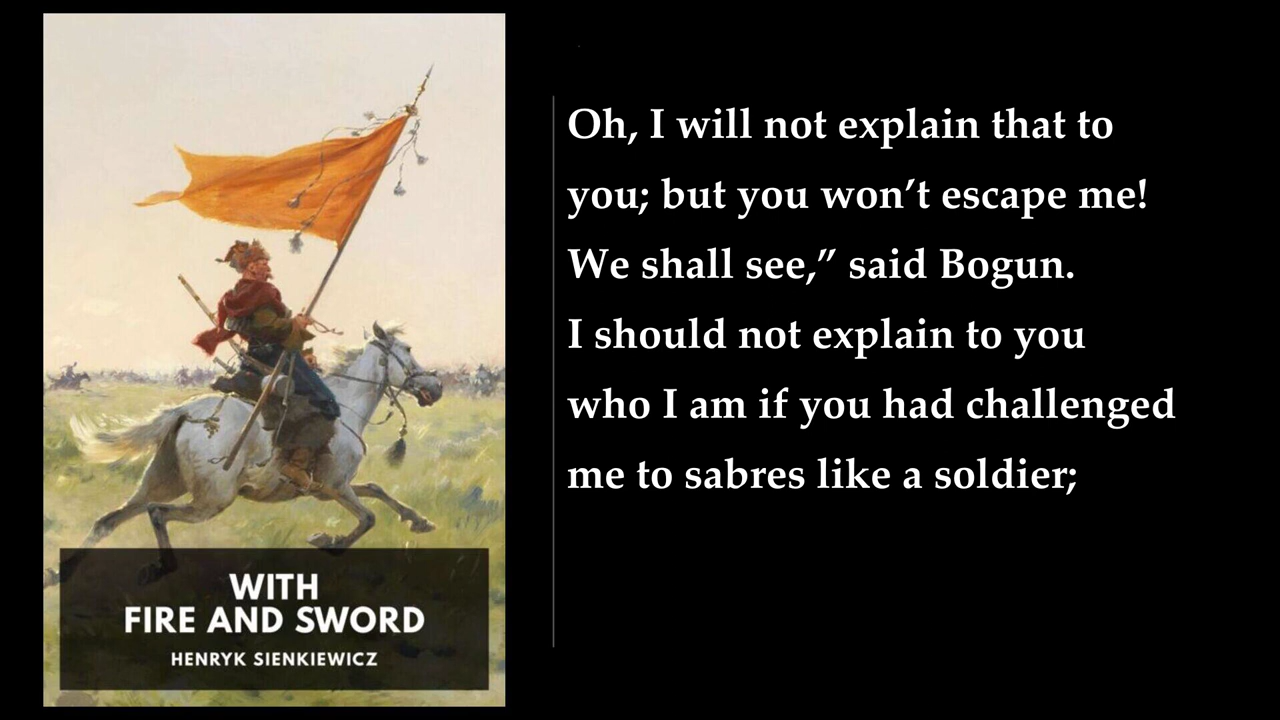 WITH
FIRE AND SWORD
HENRYK SIENKIEWICZ
Oh, I will not explain that to
you; but you won’t escape me!
We shall see,” said Bogun.
I should not explain to you
who I am if you had challenged
me to sabres like a soldier;